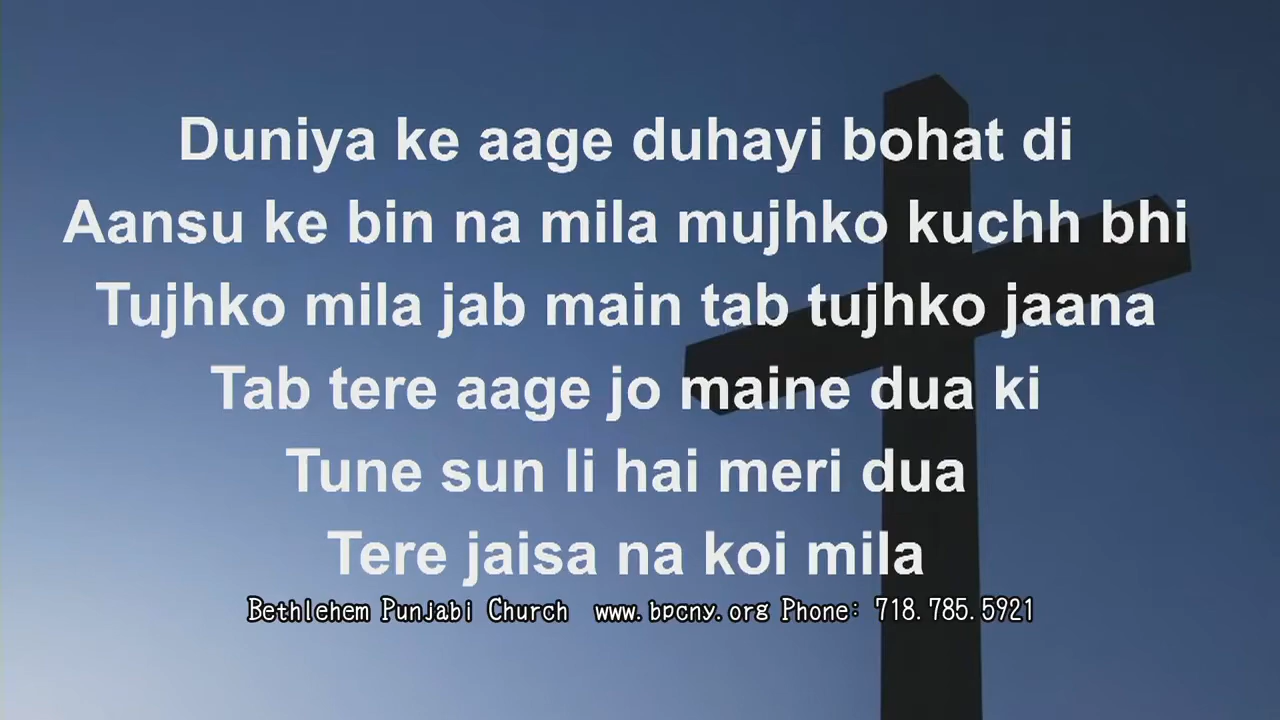 Duniya ke aage duhayi bohat di
Aansu ke bin na mila mujhko kuchh bhi
Tujhko mila jab main tab tujhko jaana
Tab tere aage jo maine dua ki
Tune sun li hai meri dua
Tere jaisa na koi mila
Bethlehem Punjabi Church www.bpcny.org Phone: 718.785.5921